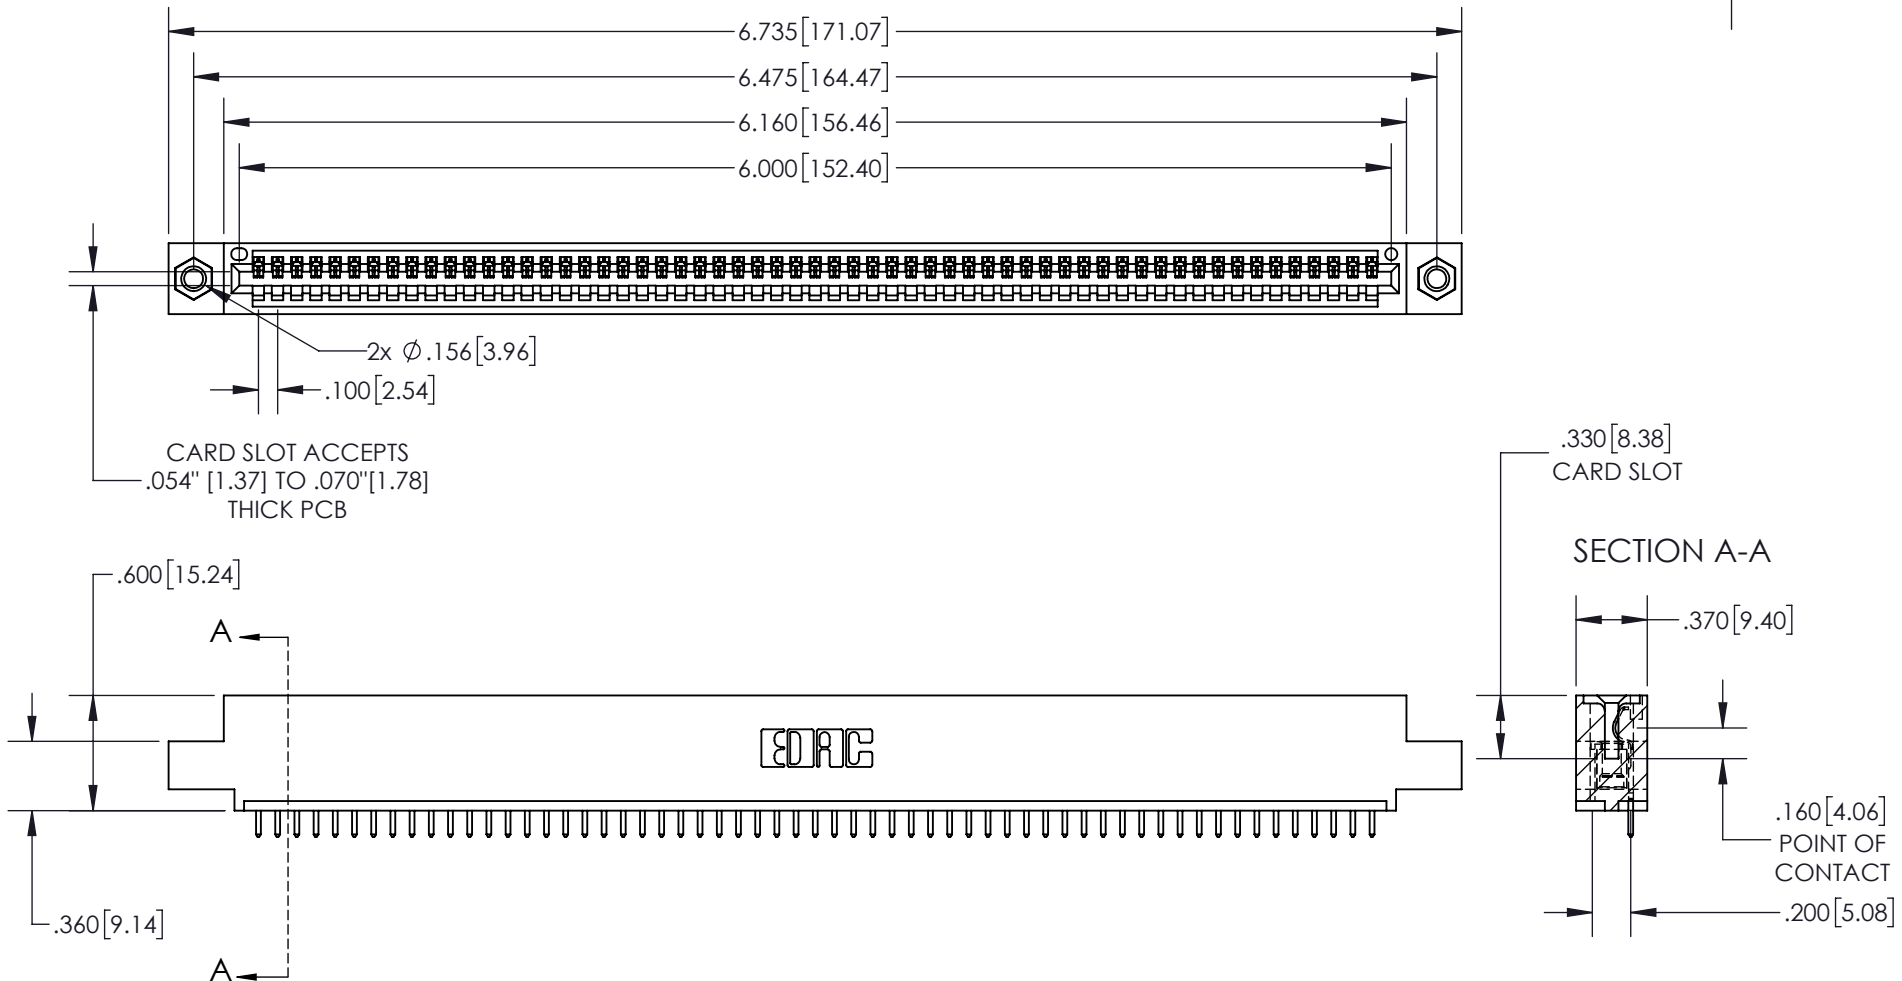 6.735[171.07]
6.475[164.47]
6.160[156.46]
6.000[152.40]
2x ⌀.156[3.96]
.100[2.54]
CARD SLOT ACCEPTS
.054" [1.37] TO .070"[1.78]
THICK PCB
.330[8.38]
CARD SLOT
SECTION A-A
.600[15.24]
.370[9.40]
A
EDAC
.160[4.06]
POINT OF
CONTACT
.200[5.08]
.360[9.14]
A